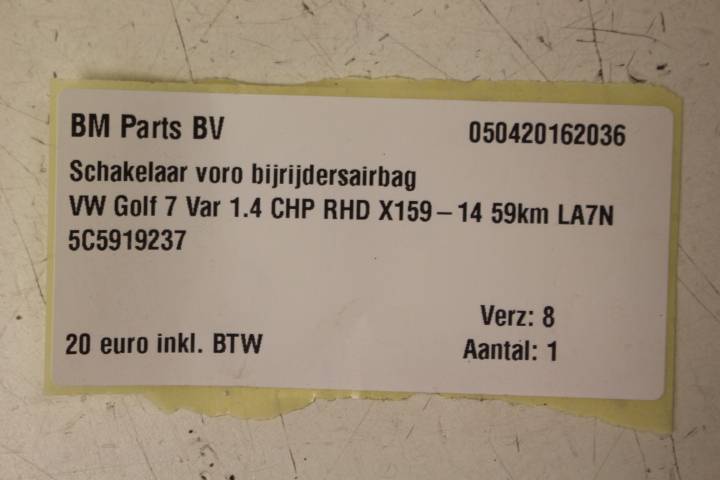 BM Parts BV 050420162036
Schakelaar voro bijrijdersairbag
VW Golf 7 Var 1.4 CHP RHD X159-14 59km LA7N
5C5919237
Verz: 8
20 euro inkl. BTW Aantal: 1